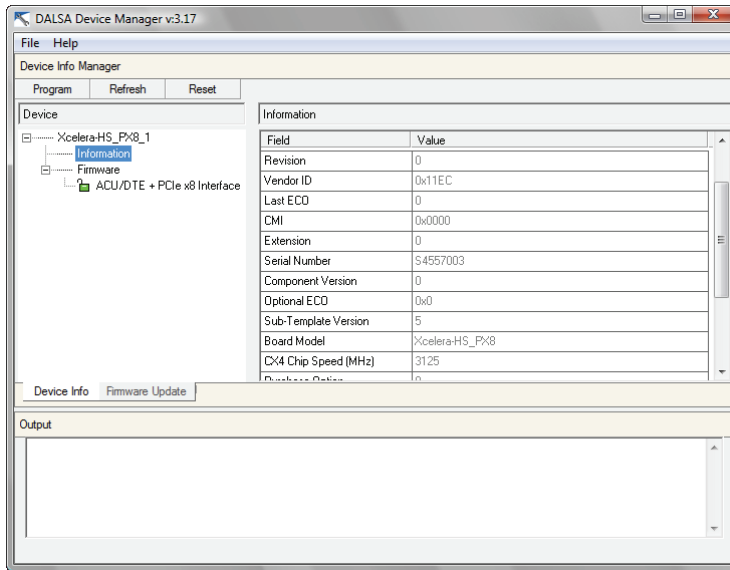 DALSA Device Manager v:3.17
File Help
Device Info Manager
Program Refresh Reset
Device
Xcelera-HS_PX8_1
Information
Firmware
ACU/DTE + PCIe x8 Interface
Information
Field Value
Revision 0
Vendor ID 0x11EC
Last ECO 0
CMI 0x0000
Extension 0
Serial Number S4557003
Component Version 0
Optional ECO 0x0
Sub-Template Version 5
Board Model Xcelera-HS_PX8
CX4 Chip Speed (MHz) 3125
Purchase Option 0
Device Info Firmware Update
Output